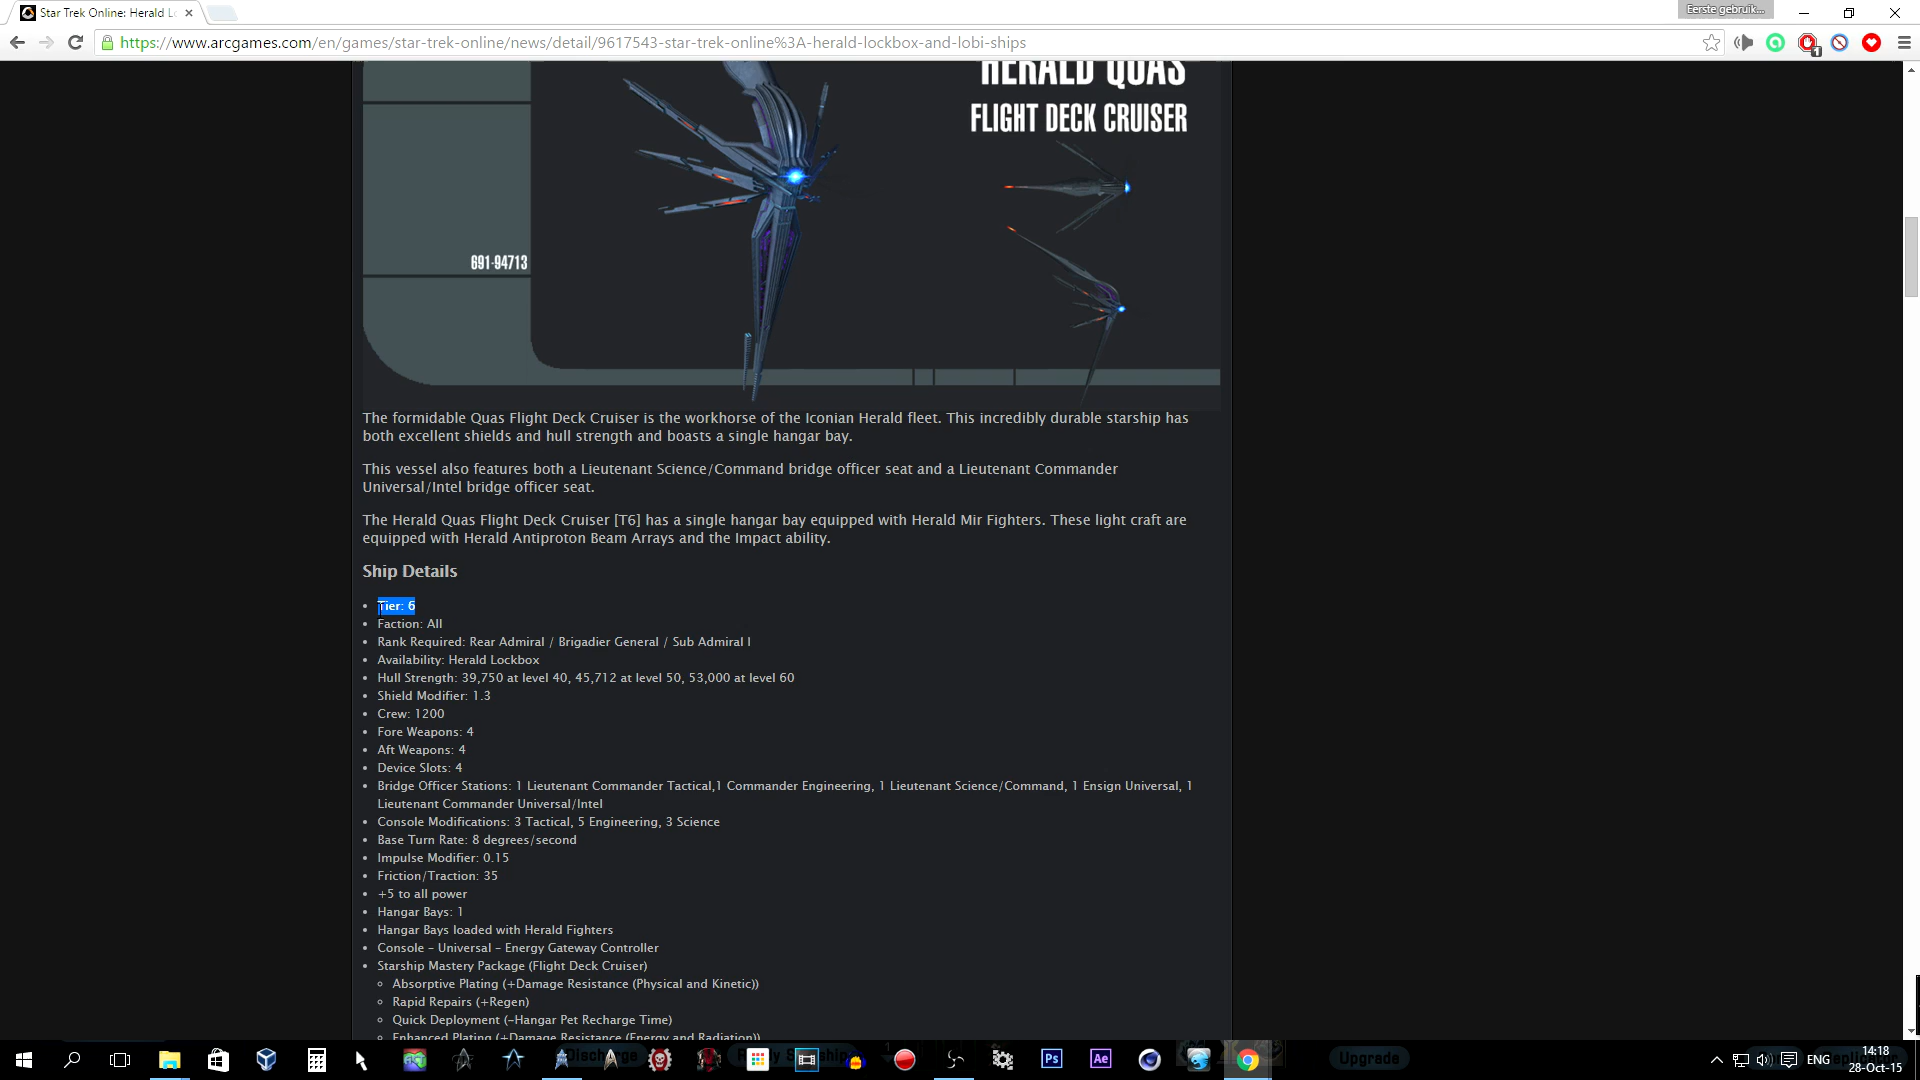 Star Trek Online: Herald L
Eerste gebruik...
https://www.arcgames.com/en/games/star-trek-online/news/detail/9617543-star-trek-online%3A-herald-lockbox-and-lobi-ships
1
HERALD QUAS
FLIGHT DECK CRUISER
691-94713
The formidable Quas Flight Deck Cruiser is the workhorse of the Iconian Herald fleet. This incredibly durable starship has
both excellent shields and hull strength and boasts a single hangar bay.
This vessel also features both a Lieutenant Science/Command bridge officer seat and a Lieutenant Commander
Universal/Intel bridge officer seat.
The Herald Quas Flight Deck Cruiser [T6] has a single hangar bay equipped with Herald Mir Fighters. These light craft are
equipped with Herald Antiproton Beam Arrays and the Impact ability.
Ship Details
• Tier: 6
• Faction: All
• Rank Required: Rear Admiral / Brigadier General / Sub Admiral I
• Availability: Herald Lockbox
• Hull Strength: 39,750 at level 40, 45,712 at level 50, 53,000 at level 60
• Shield Modifier: 1.3
• Crew: 1200
• Fore Weapons: 4
• Aft Weapons: 4
• Device Slots: 4
• Bridge Officer Stations: 1 Lieutenant Commander Tactical,1 Commander Engineering, 1 Lieutenant Science/Command, 1 Ensign Universal, 1
Lieutenant Commander Universal/Intel
• Console Modifications: 3 Tactical, 5 Engineering, 3 Science
• Base Turn Rate: 8 degrees/second
• Impulse Modifier: 0.15
• Friction/Traction: 35
• +5 to all power
• Hangar Bays: 1
• Hangar Bays loaded with Herald Fighters
• Console - Universal - Energy Gateway Controller
• Starship Mastery Package (Flight Deck Cruiser)
◦ Absorptive Plating (+Damage Resistance (Physical and Kinetic))
◦ Rapid Repairs (+Regen)
◦ Quick Deployment (-Hangar Pet Recharge Time)
◦ Enhanced Plating (+Damage Resistance (Energy and Radiation))
Discharge
Upgrade
Ps
Ae
ENG
14:18
28-Oct-15